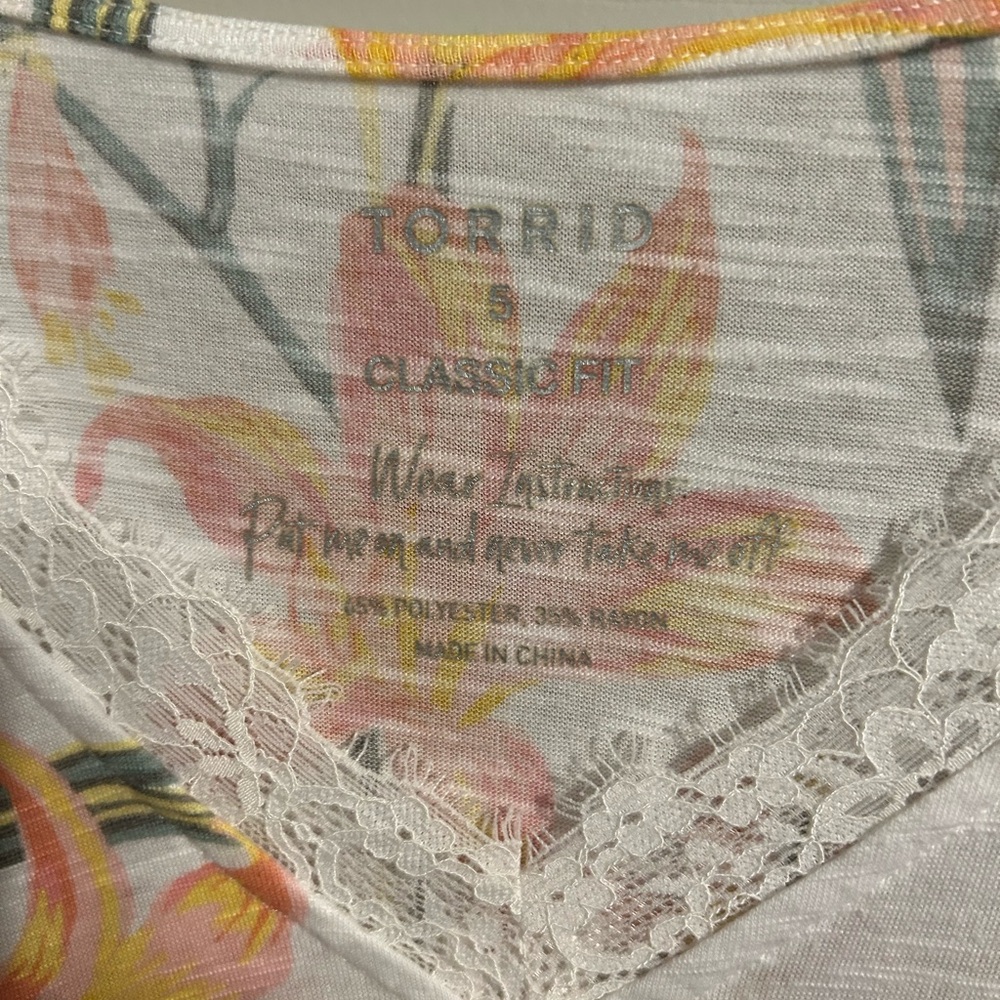 TORRID
5
CLASSIC FIT
Wear Instructions:
Put me on and never take me off
65% POLYESTER, 35% RAYON
MADE IN CHINA